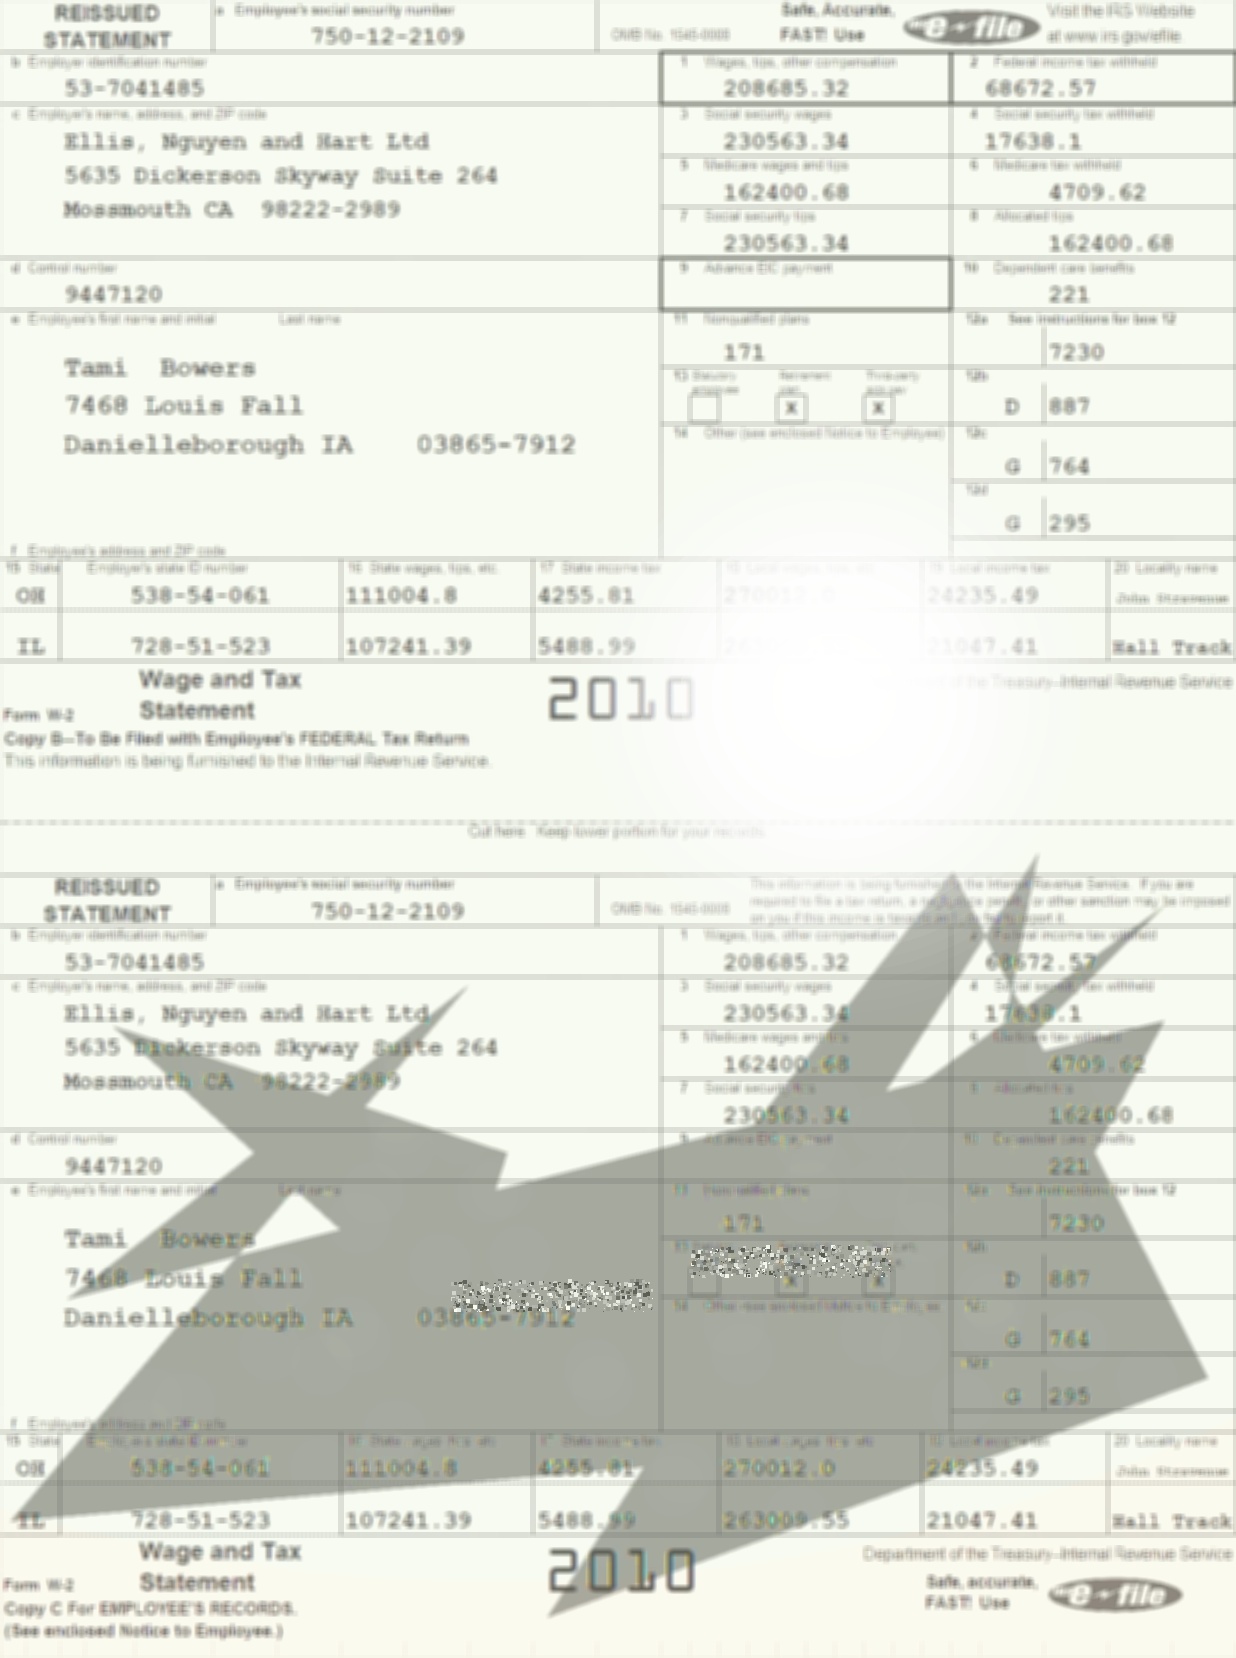 REISSUED STATEMENT
a Employee's social security number
750-12-2109
OMB No. 1545-0008
Safe, Accurate, FAST! Use
e-file
Visit the IRS Website at www.irs.gov/efile.
b Employer identification number
53-7041485
1 Wages, tips, other compensation
208685.32
2 Federal income tax withheld
68672.57
c Employer's name, address, and ZIP code
Ellis, Nguyen and Hart Ltd
5635 Dickerson Skyway Suite 264
Mossmouth CA 98222-2989
3 Social security wages
230563.34
4 Social security tax withheld
17638.1
5 Medicare wages and tips
162400.68
6 Medicare tax withheld
4709.62
7 Social security tips
230563.34
8 Allocated tips
162400.68
d Control number
9447120
9 Advance EIC payment
10 Dependent care benefits
221
e Employee's first name and initial Last name
Tami Bowers
7468 Louis Fall
Danielleborough IA 03865-7912
11 Nonqualified plans
171
12a See instructions for box 12
7230
13 Statutory employee Retirement plan Third-party sick pay
X X
12b
D 887
14 Other (see enclosed Notice to Employee)
12c
G 764
12d
G 295
f Employee's address and ZIP code
15 State Employer's state ID number 16 State wages, tips, etc. 17 State income tax 18 Local wages, tips, etc. 19 Local income tax 20 Locality name
OH 538-54-061 111004.8 4255.81 270012.0 24235.49 John
IL 728-51-523 107241.39 5488.99 21047.41 Hall Track
Form W-2 Wage and Tax Statement
2010
of the Treasury–Internal Revenue Service
Copy B–To Be Filed with Employee's FEDERAL Tax Return
This information is being furnished to the Internal Revenue Service.
Cut here. Keep lower portion for your records.
REISSUED STATEMENT
a Employee's social security number
750-12-2109
OMB No. 1545-0008
This information is being furnished to the Internal Revenue Service. If you are
required to file a tax return, a negligence penalty or other sanction may be imposed
on you if this income is taxable and you fail to report it.
b Employer identification number
53-7041485
1 Wages, tips, other compensation
208685.32
2 Federal income tax withheld
68672.57
c Employer's name, address, and ZIP code
Ellis, Nguyen and Hart Ltd
5635 Dickerson Skyway Suite 264
Mossmouth CA 98222-2989
3 Social security wages
230563.34
4 Social security tax withheld
17638.1
5 Medicare wages and tips
162400.68
6 Medicare tax withheld
4709.62
7 Social security tips
230563.34
8 Allocated tips
162400.68
d Control number
9447120
9 Advance EIC payment
10 Dependent care benefits
221
e Employee's first name and initial Last name
Tami Bowers
7468 Louis Fall
Danielleborough IA 03865-7912
11 Nonqualified plans
171
12a See instructions for box 12
7230
13
X X
12b
D 887
14 Other (see enclosed Notice to Employee)
12c
G 764
12d
G 295
f Employee's address and ZIP code
15 State Employer's state ID number 16 State wages, tips, etc. 17 State income tax 18 Local wages, tips, etc. 19 Local income tax 20 Locality name
OH 538-54-061 111004.8 4255.81 270012.0 24235.49 John
IL 728-51-523 107241.39 5488.99 263009.55 21047.41 Hall Track
Form W-2 Wage and Tax Statement
2010
Department of the Treasury–Internal Revenue Service
Safe, accurate, FAST! Use
e-file
Copy C For EMPLOYEE'S RECORDS.
(See enclosed Notice to Employee.)